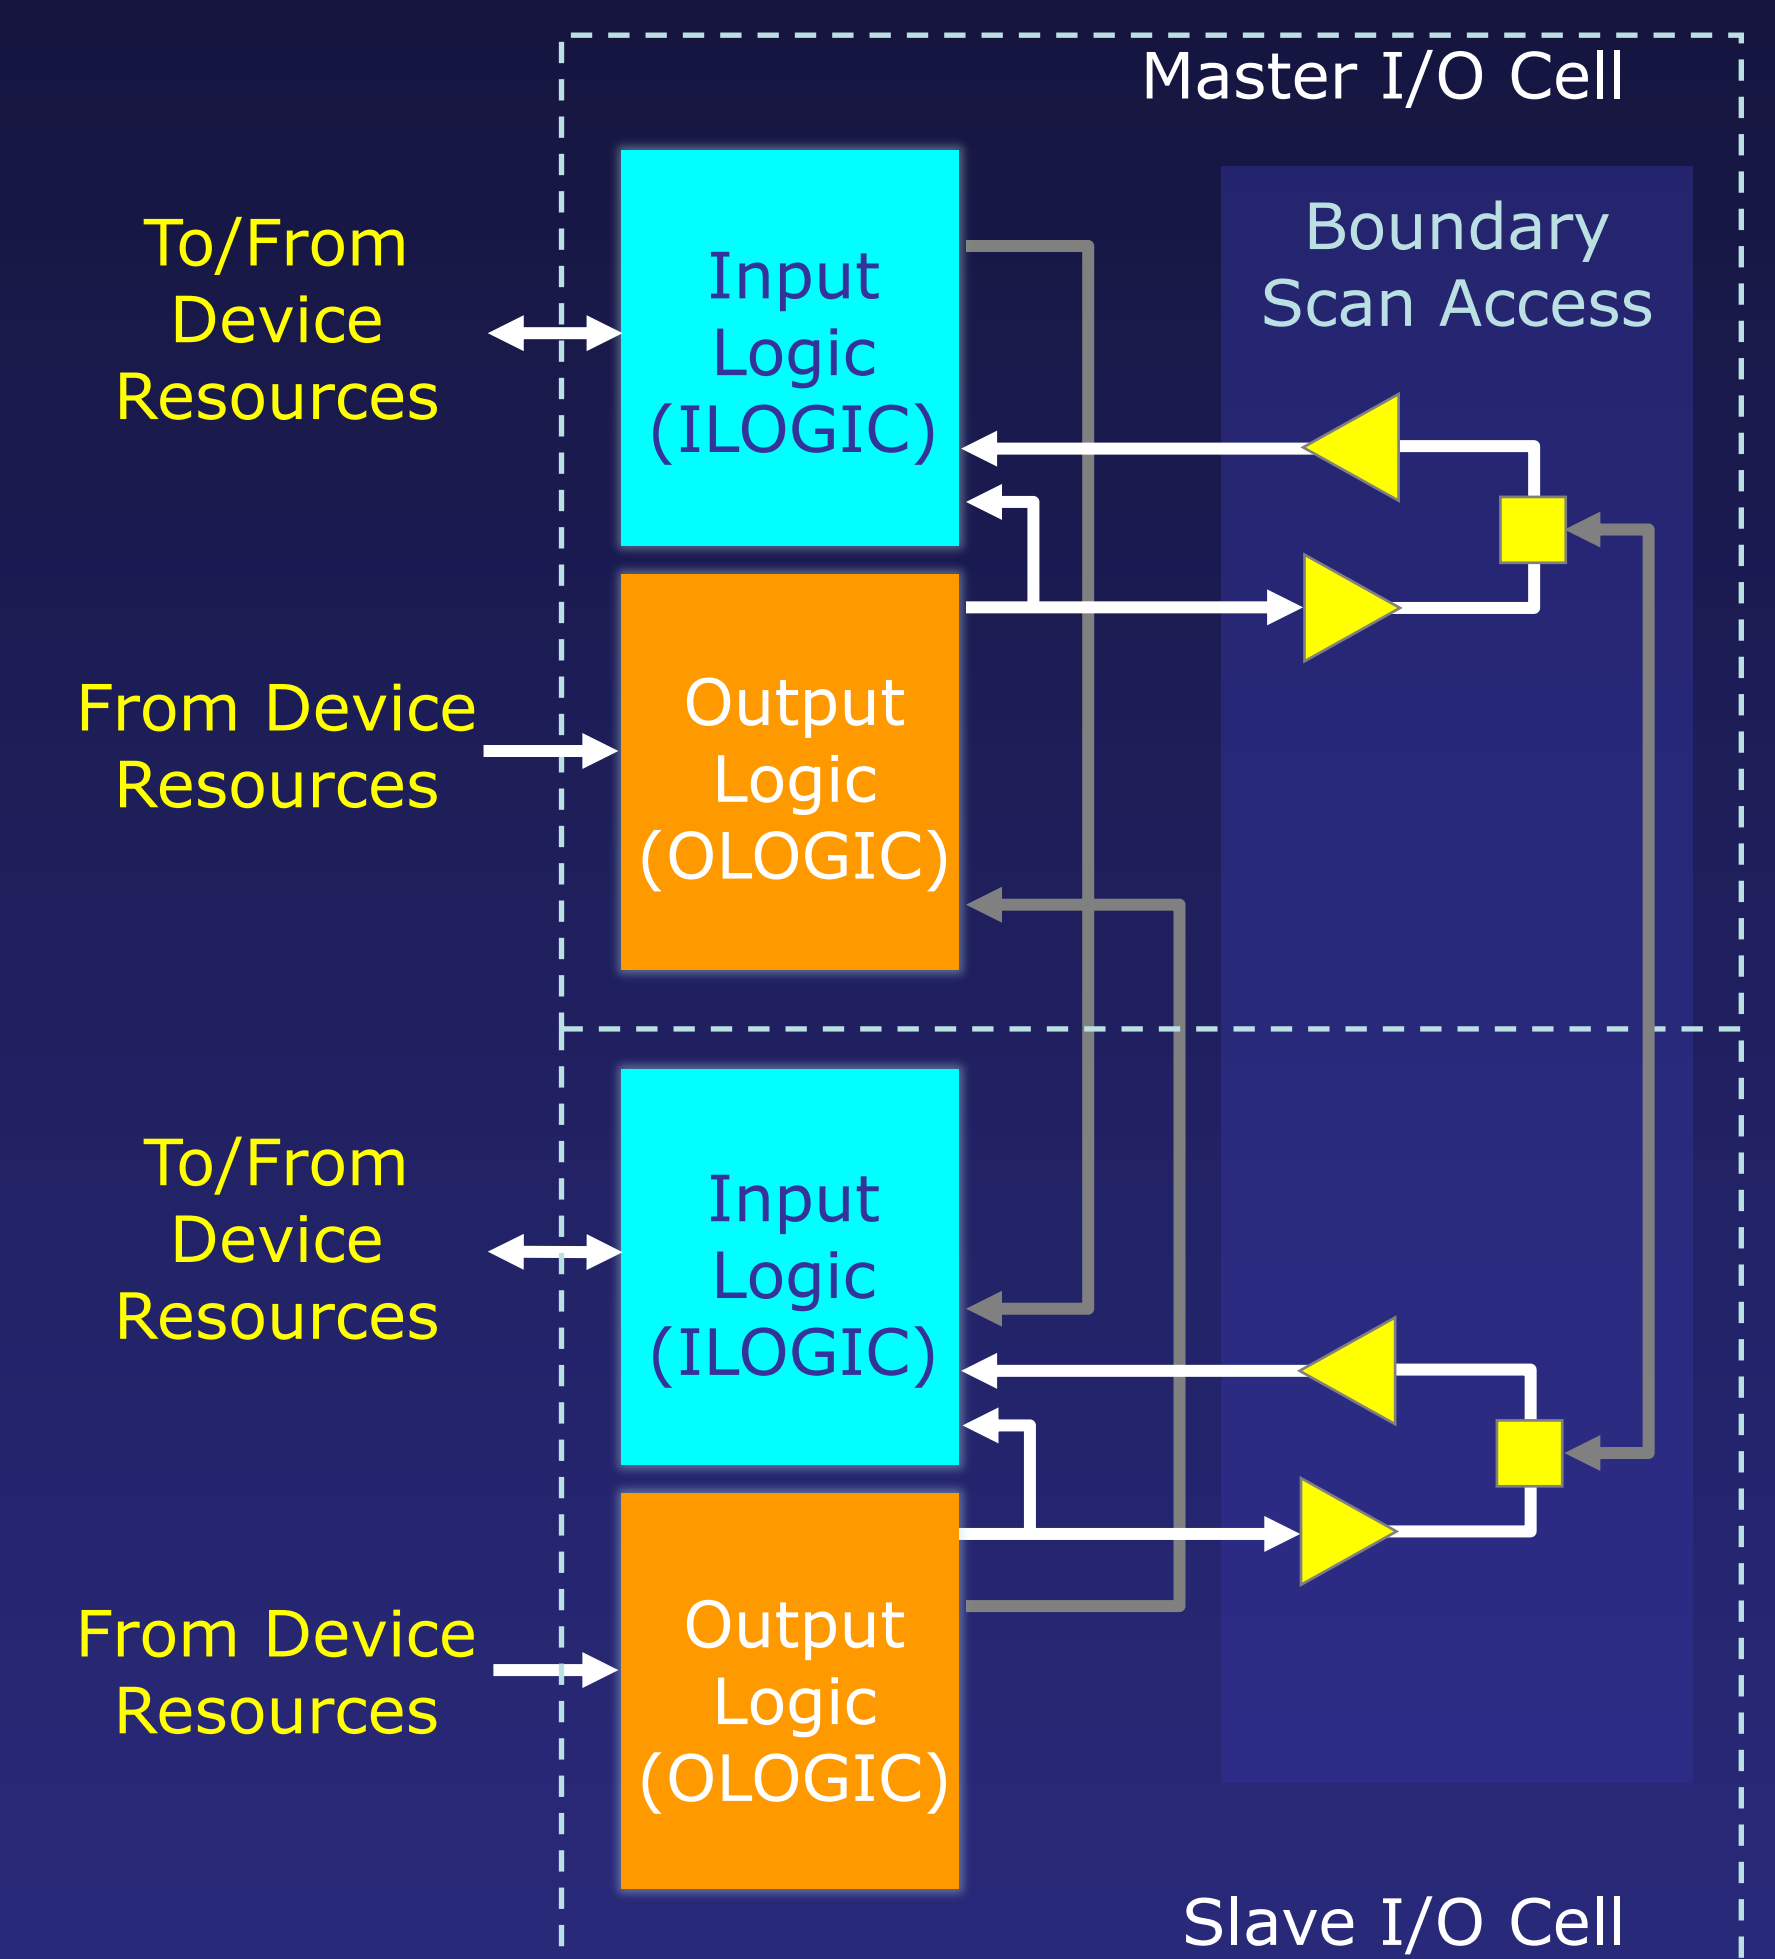 Master I/O Cell
Boundary
Scan Access
To/From
Device
Resources
Input
Logic
(ILOGIC)
From Device
Resources
Output
Logic
(OLOGIC)
To/From
Device
Resources
Input
Logic
(ILOGIC)
From Device
Resources
Output
Logic
(OLOGIC)
Slave I/O Cell